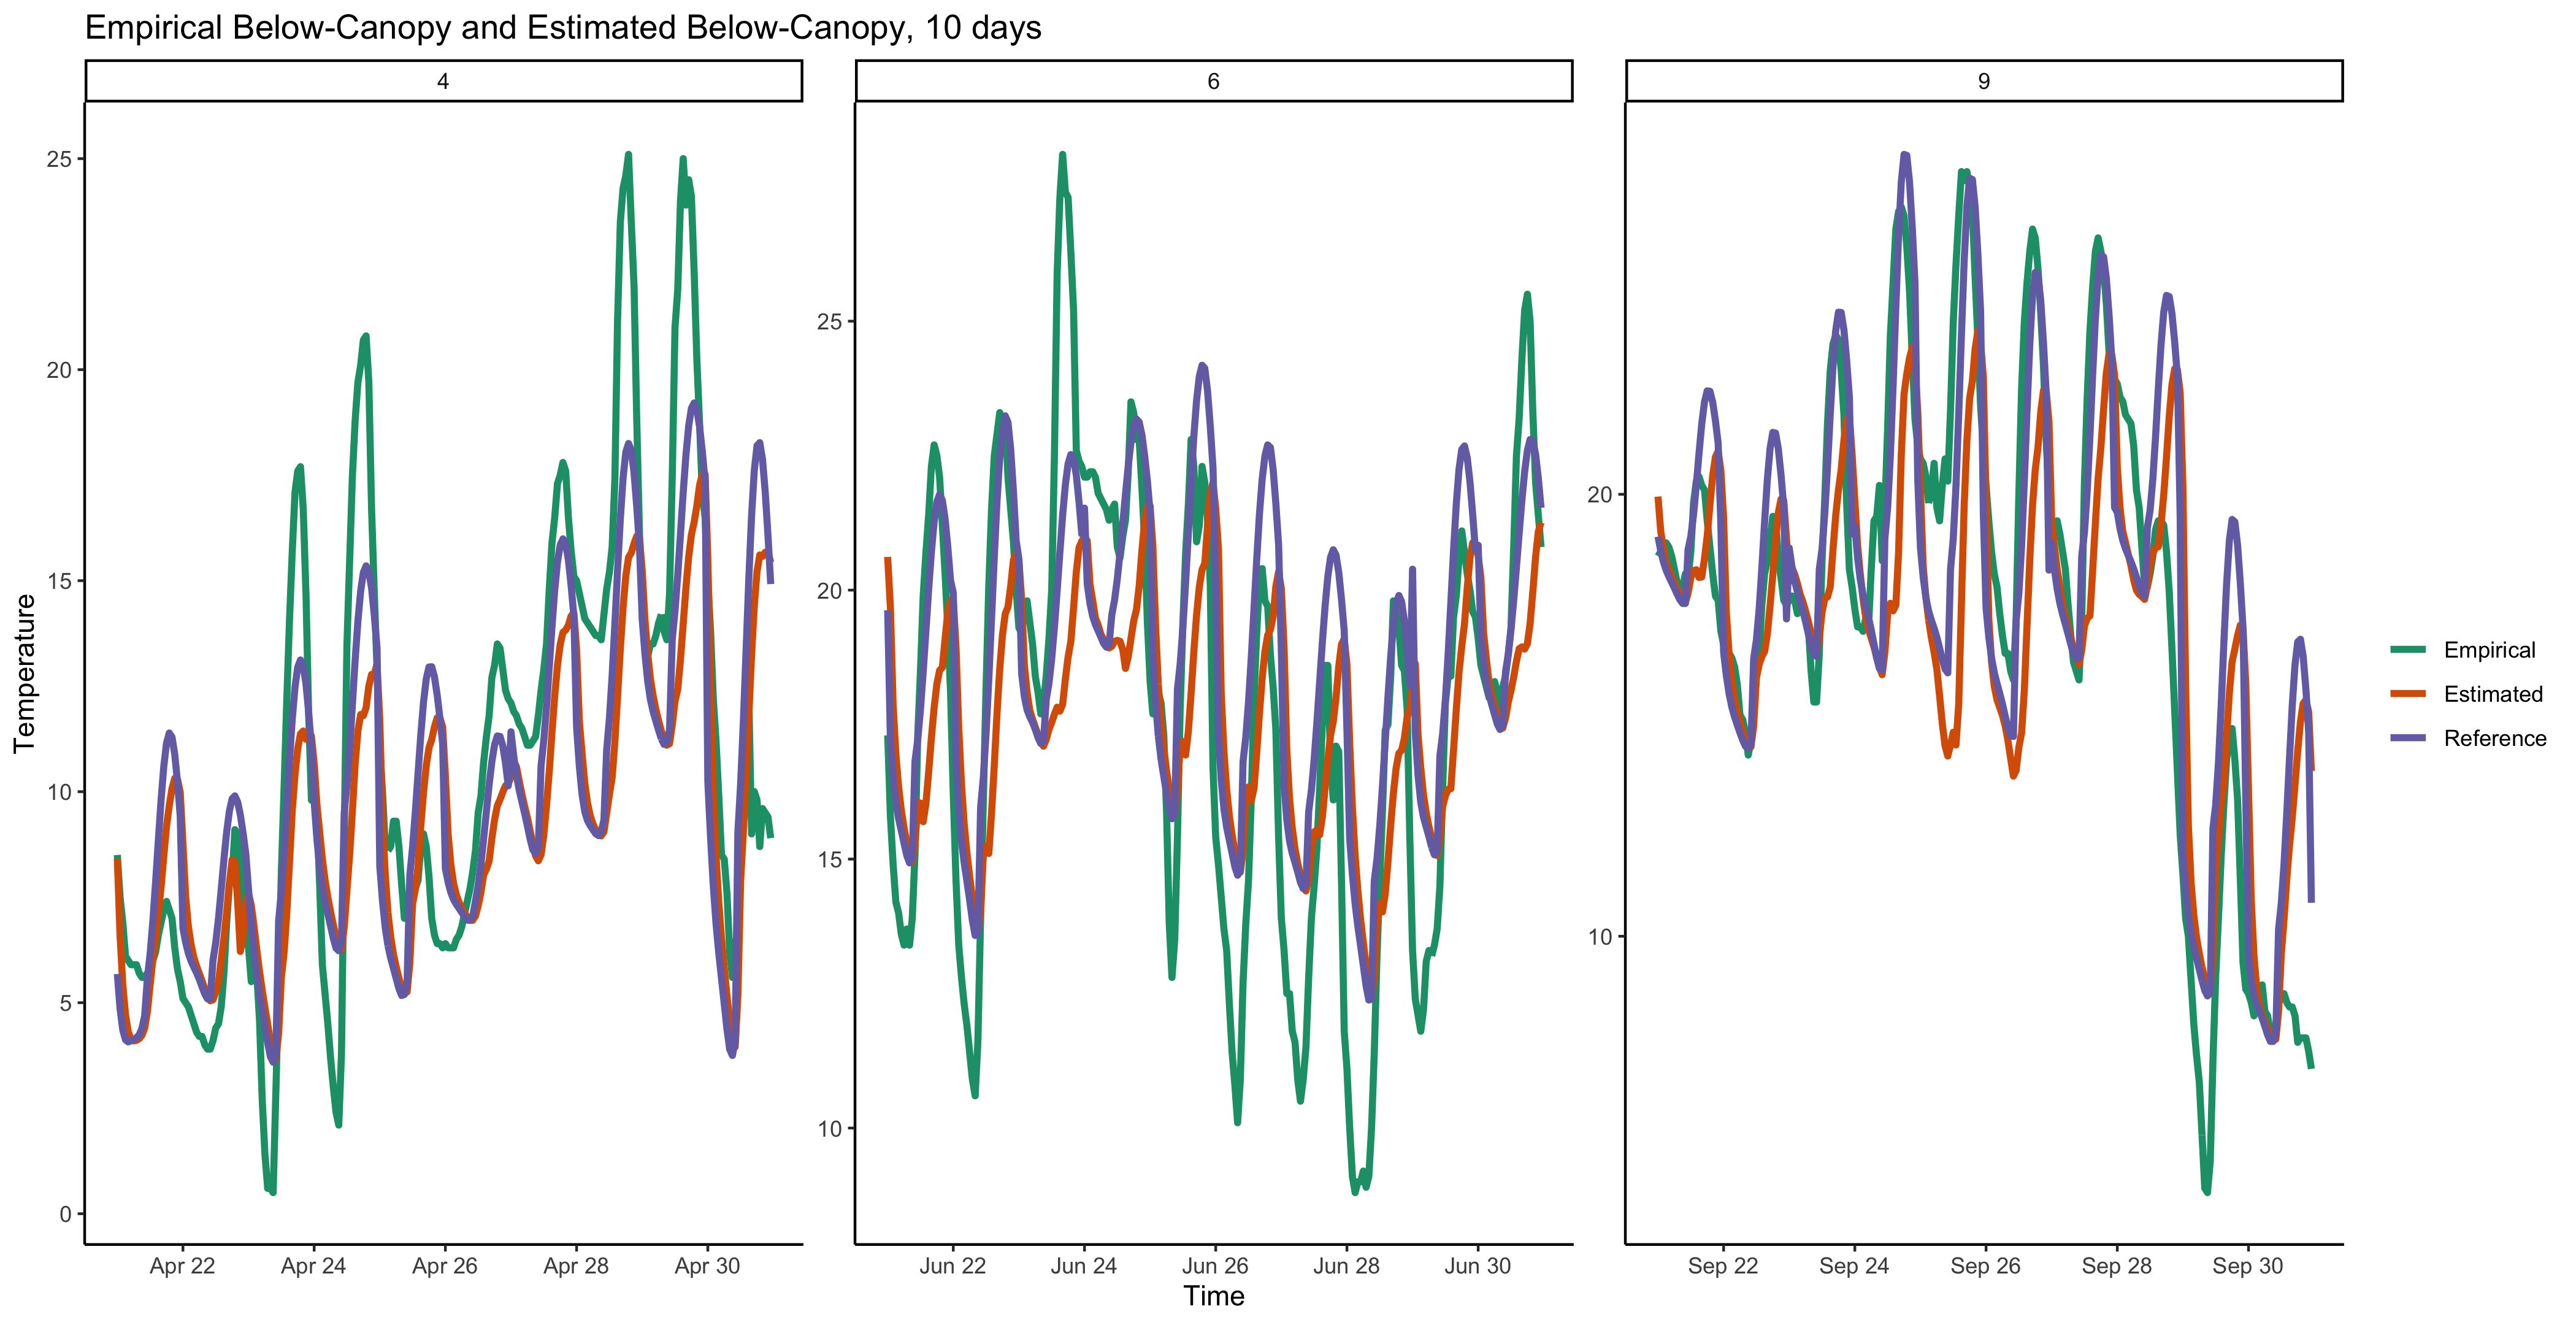 Empirical Below-Canopy and Estimated Below-Canopy, 10 days
4
6
9
Temperature
25
20
15
10
5
0
25
20
15
10
20
10
Apr 22 Apr 24 Apr 26 Apr 28 Apr 30
Jun 22 Jun 24 Jun 26 Jun 28 Jun 30
Sep 22 Sep 24 Sep 26 Sep 28 Sep 30
Time
Empirical
Estimated
Reference